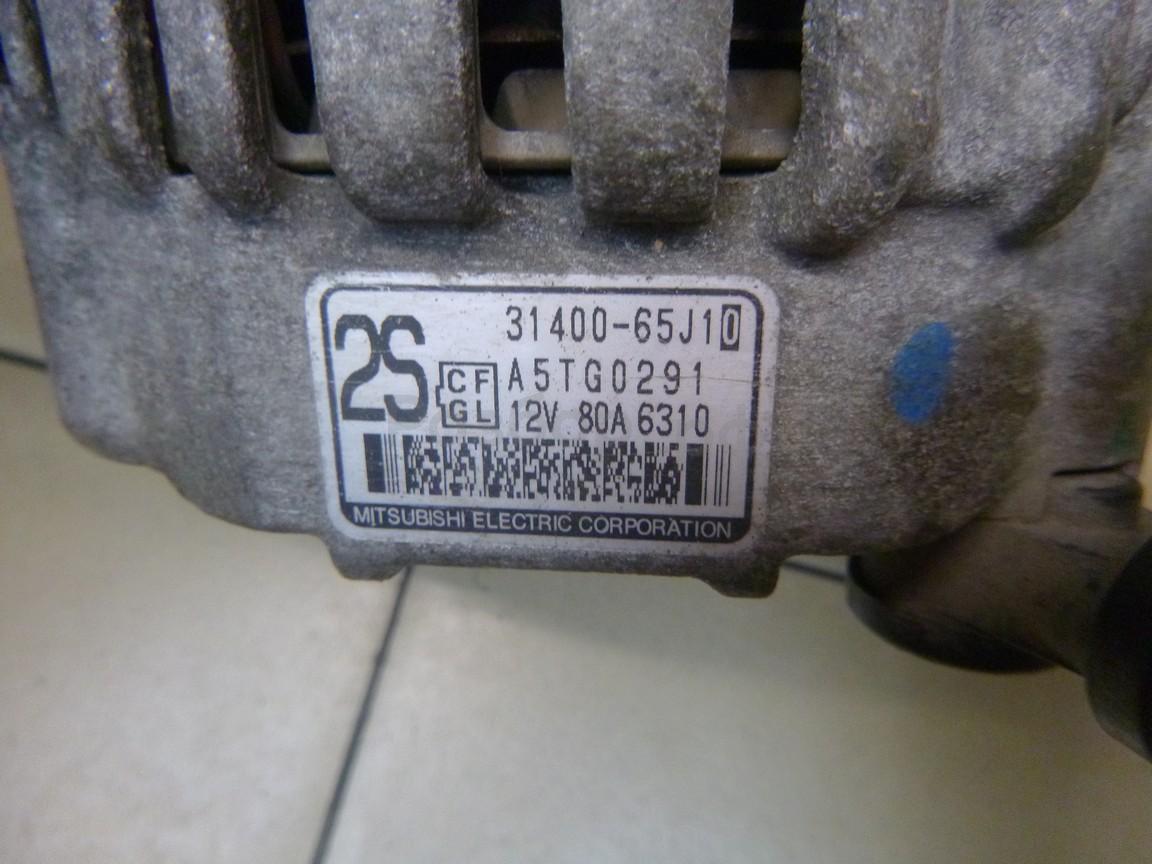 2S
31400-65J10
CF
GL
A5TG0291
12V 80A 6310
MITSUBISHI ELECTRIC CORPORATION